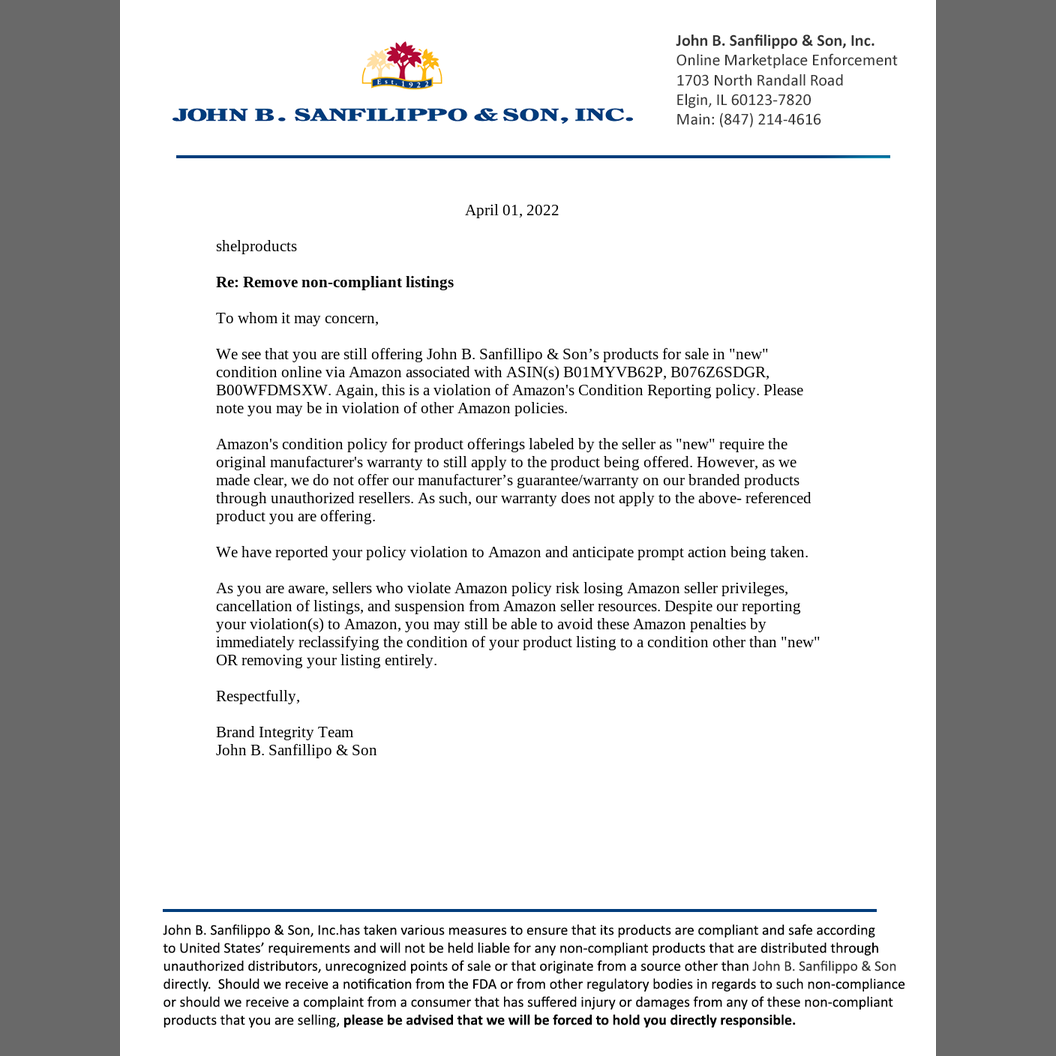 Est. 1922
JOHN B. SANFILIPPO & SON, INC.
John B. Sanfilippo & Son, Inc.
Online Marketplace Enforcement
1703 North Randall Road
Elgin, IL 60123-7820
Main: (847) 214-4616
April 01, 2022
shelproducts
Re: Remove non-compliant listings
To whom it may concern,
We see that you are still offering John B. Sanfillipo & Son’s products for sale in "new"
condition online via Amazon associated with ASIN(s) B01MYVB62P, B076Z6SDGR,
B00WFDMSXW. Again, this is a violation of Amazon's Condition Reporting policy. Please
note you may be in violation of other Amazon policies.
Amazon's condition policy for product offerings labeled by the seller as "new" require the
original manufacturer's warranty to still apply to the product being offered. However, as we
made clear, we do not offer our manufacturer’s guarantee/warranty on our branded products
through unauthorized resellers. As such, our warranty does not apply to the above- referenced
product you are offering.
We have reported your policy violation to Amazon and anticipate prompt action being taken.
As you are aware, sellers who violate Amazon policy risk losing Amazon seller privileges,
cancellation of listings, and suspension from Amazon seller resources. Despite our reporting
your violation(s) to Amazon, you may still be able to avoid these Amazon penalties by
immediately reclassifying the condition of your product listing to a condition other than "new"
OR removing your listing entirely.
Respectfully,
Brand Integrity Team
John B. Sanfillipo & Son
John B. Sanfilippo & Son, Inc.has taken various measures to ensure that its products are compliant and safe according
to United States’ requirements and will not be held liable for any non-compliant products that are distributed through
unauthorized distributors, unrecognized points of sale or that originate from a source other than John B. Sanfilippo & Son
directly.  Should we receive a notification from the FDA or from other regulatory bodies in regards to such non-compliance
or should we receive a complaint from a consumer that has suffered injury or damages from any of these non-compliant
products that you are selling, please be advised that we will be forced to hold you directly responsible.